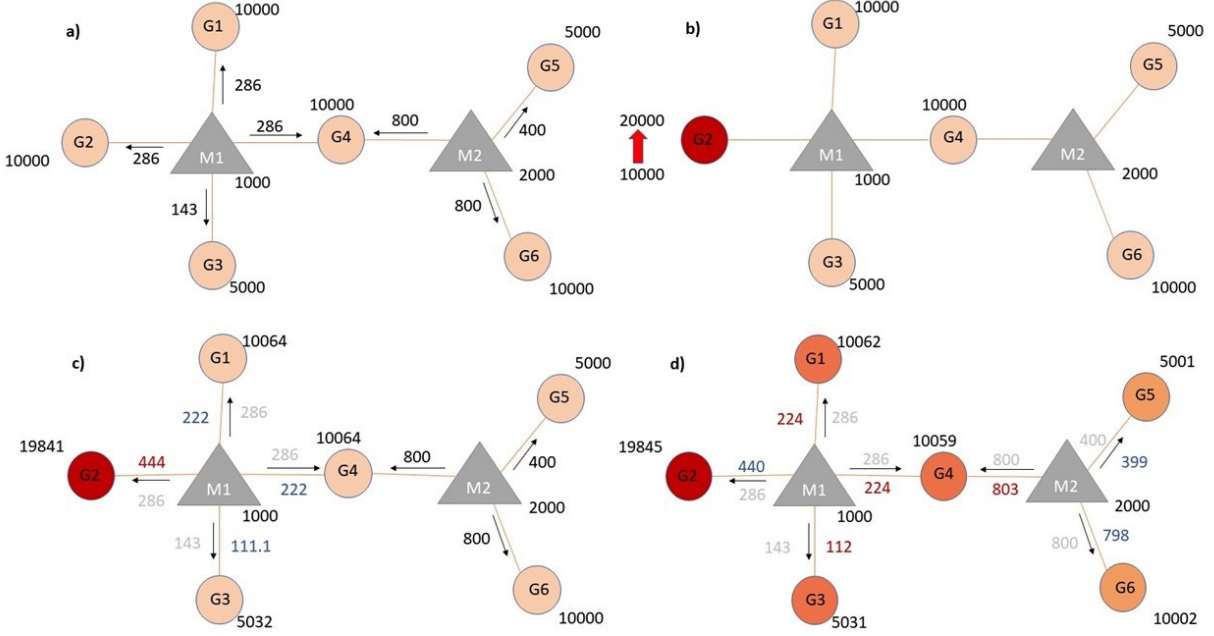 a)
G1
10000
286
G2
10000
286
M1
1000
286
10000
G4
143
G3
5000
800
M2
2000
5000
G5
400
800
G6
10000
b)
G1
10000
20000
10000
G2
M1
1000
10000
G4
G3
5000
M2
2000
5000
G5
G6
10000
c)
G1
10064
222
286
19841
G2
444
286
M1
1000
286
222
10064
G4
143
111.1
G3
5032
800
M2
2000
5000
G5
400
800
G6
10000
d)
G1
10062
224
286
19845
G2
440
286
M1
1000
286
224
10059
G4
143
112
G3
5031
800
803
M2
2000
5001
G5
400
399
800
798
G6
10002